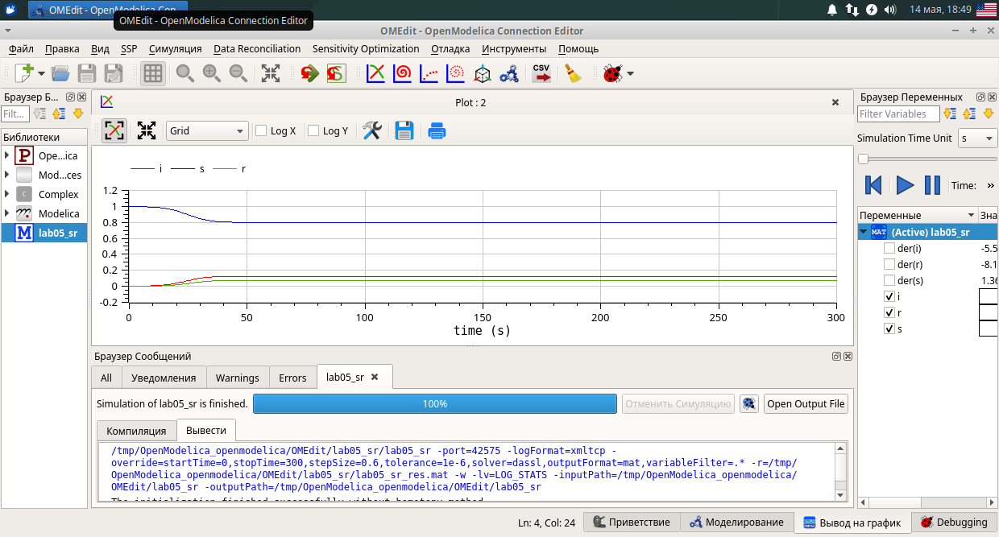 OMEdit - OpenModelica Con...
14 мая, 18:49
OMEdit - OpenModelica Connection Editor
OMEdit - OpenModelica Connection Editor
Файл Правка Вид SSP Симуляция Data Reconciliation Sensitivity Optimization Отладка Инструменты Помощь
CSV
Браузер Б...
Filt...
Библиотеки
P Ope...ica
Mod...ces
C Complex
Modelica
M lab05_sr
Plot : 2
Grid Log X Log Y
i s r
1.2
1
0.8
0.6
0.4
0.2
0
-0.2
0 50 100 150 200 250 300
time (s)
Браузер Сообщений
All Уведомления Warnings Errors lab05_sr
Simulation of lab05_sr is finished. 100% Отменить Симуляцию Open Output File
Компиляция Вывести
/tmp/OpenModelica_openmodelica/OMEdit/lab05_sr/lab05_sr -port=42575 -logFormat=xmltcp -
override=startTime=0,stopTime=300,stepSize=0.6,tolerance=1e-6,solver=dassl,outputFormat=mat,variableFilter=.* -r=/tmp/
OpenModelica_openmodelica/OMEdit/lab05_sr/lab05_sr_res.mat -w -lv=LOG_STATS -inputPath=/tmp/OpenModelica_openmodelica/
OMEdit/lab05_sr -outputPath=/tmp/OpenModelica_openmodelica/OMEdit/lab05_sr
The initialization finished successfully without homotopy method.
Браузер Переменных
Filter Variables
Simulation Time Unit s
Time: »
Переменные Зна
MAT (Active) lab05_sr
der(i) -5.5
der(r) -8.1
der(s) 1.36
i
r
s
Ln: 4, Col: 24 Приветствие Моделирование Вывод на график Debugging